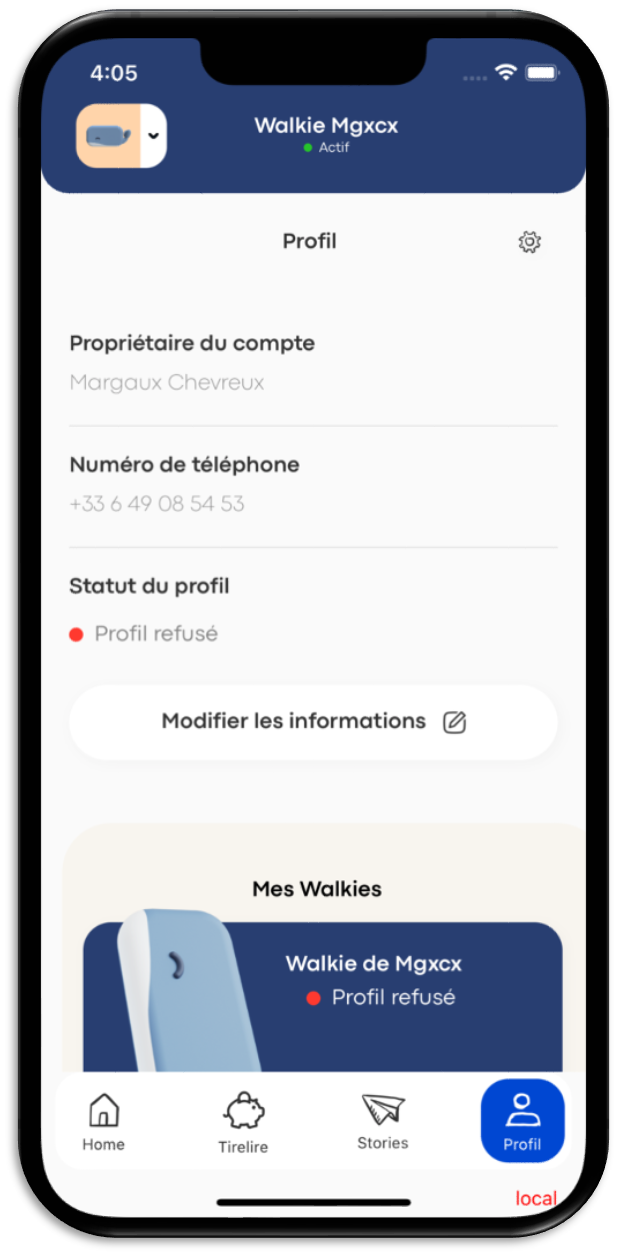 4:05
Walkie Mgxcx
Actif
Profil
Propriétaire du compte
Margaux Chevreux
Numéro de téléphone
+33 6 49 08 54 53
Statut du profil
Profil refusé
Modifier les informations
Mes Walkies
Walkie de Mgxcx
Profil refusé
Home
Tirelire
Stories
Profil
local